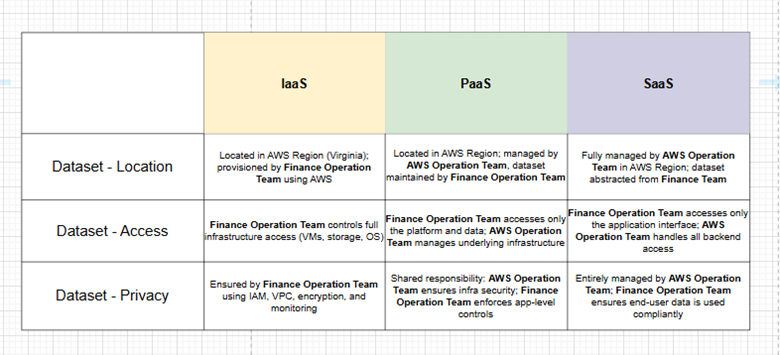 IaaS
PaaS
SaaS
Dataset - Location
Located in AWS Region (Virginia);
provisioned by Finance Operation
Team using AWS
Located in AWS Region; managed by
AWS Operation Team, dataset
maintained by Finance Operation Team
Fully managed by AWS Operation
Team in AWS Region; dataset
abstracted from Finance Team
Dataset - Access
Finance Operation Team controls full
infrastructure access (VMs, storage, OS)
Finance Operation Team accesses only
the platform and data; AWS Operation
Team manages underlying infrastructure
Finance Operation Team accesses only
the application interface; AWS
Operation Team handles all backend
access
Dataset - Privacy
Ensured by Finance Operation Team
using IAM, VPC, encryption, and
monitoring
Shared responsibility: AWS Operation
Team ensures infra security; Finance
Operation Team enforces app-level
controls
Entirely managed by AWS Operation
Team; Finance Operation Team
ensures end-user data is used
compliantly